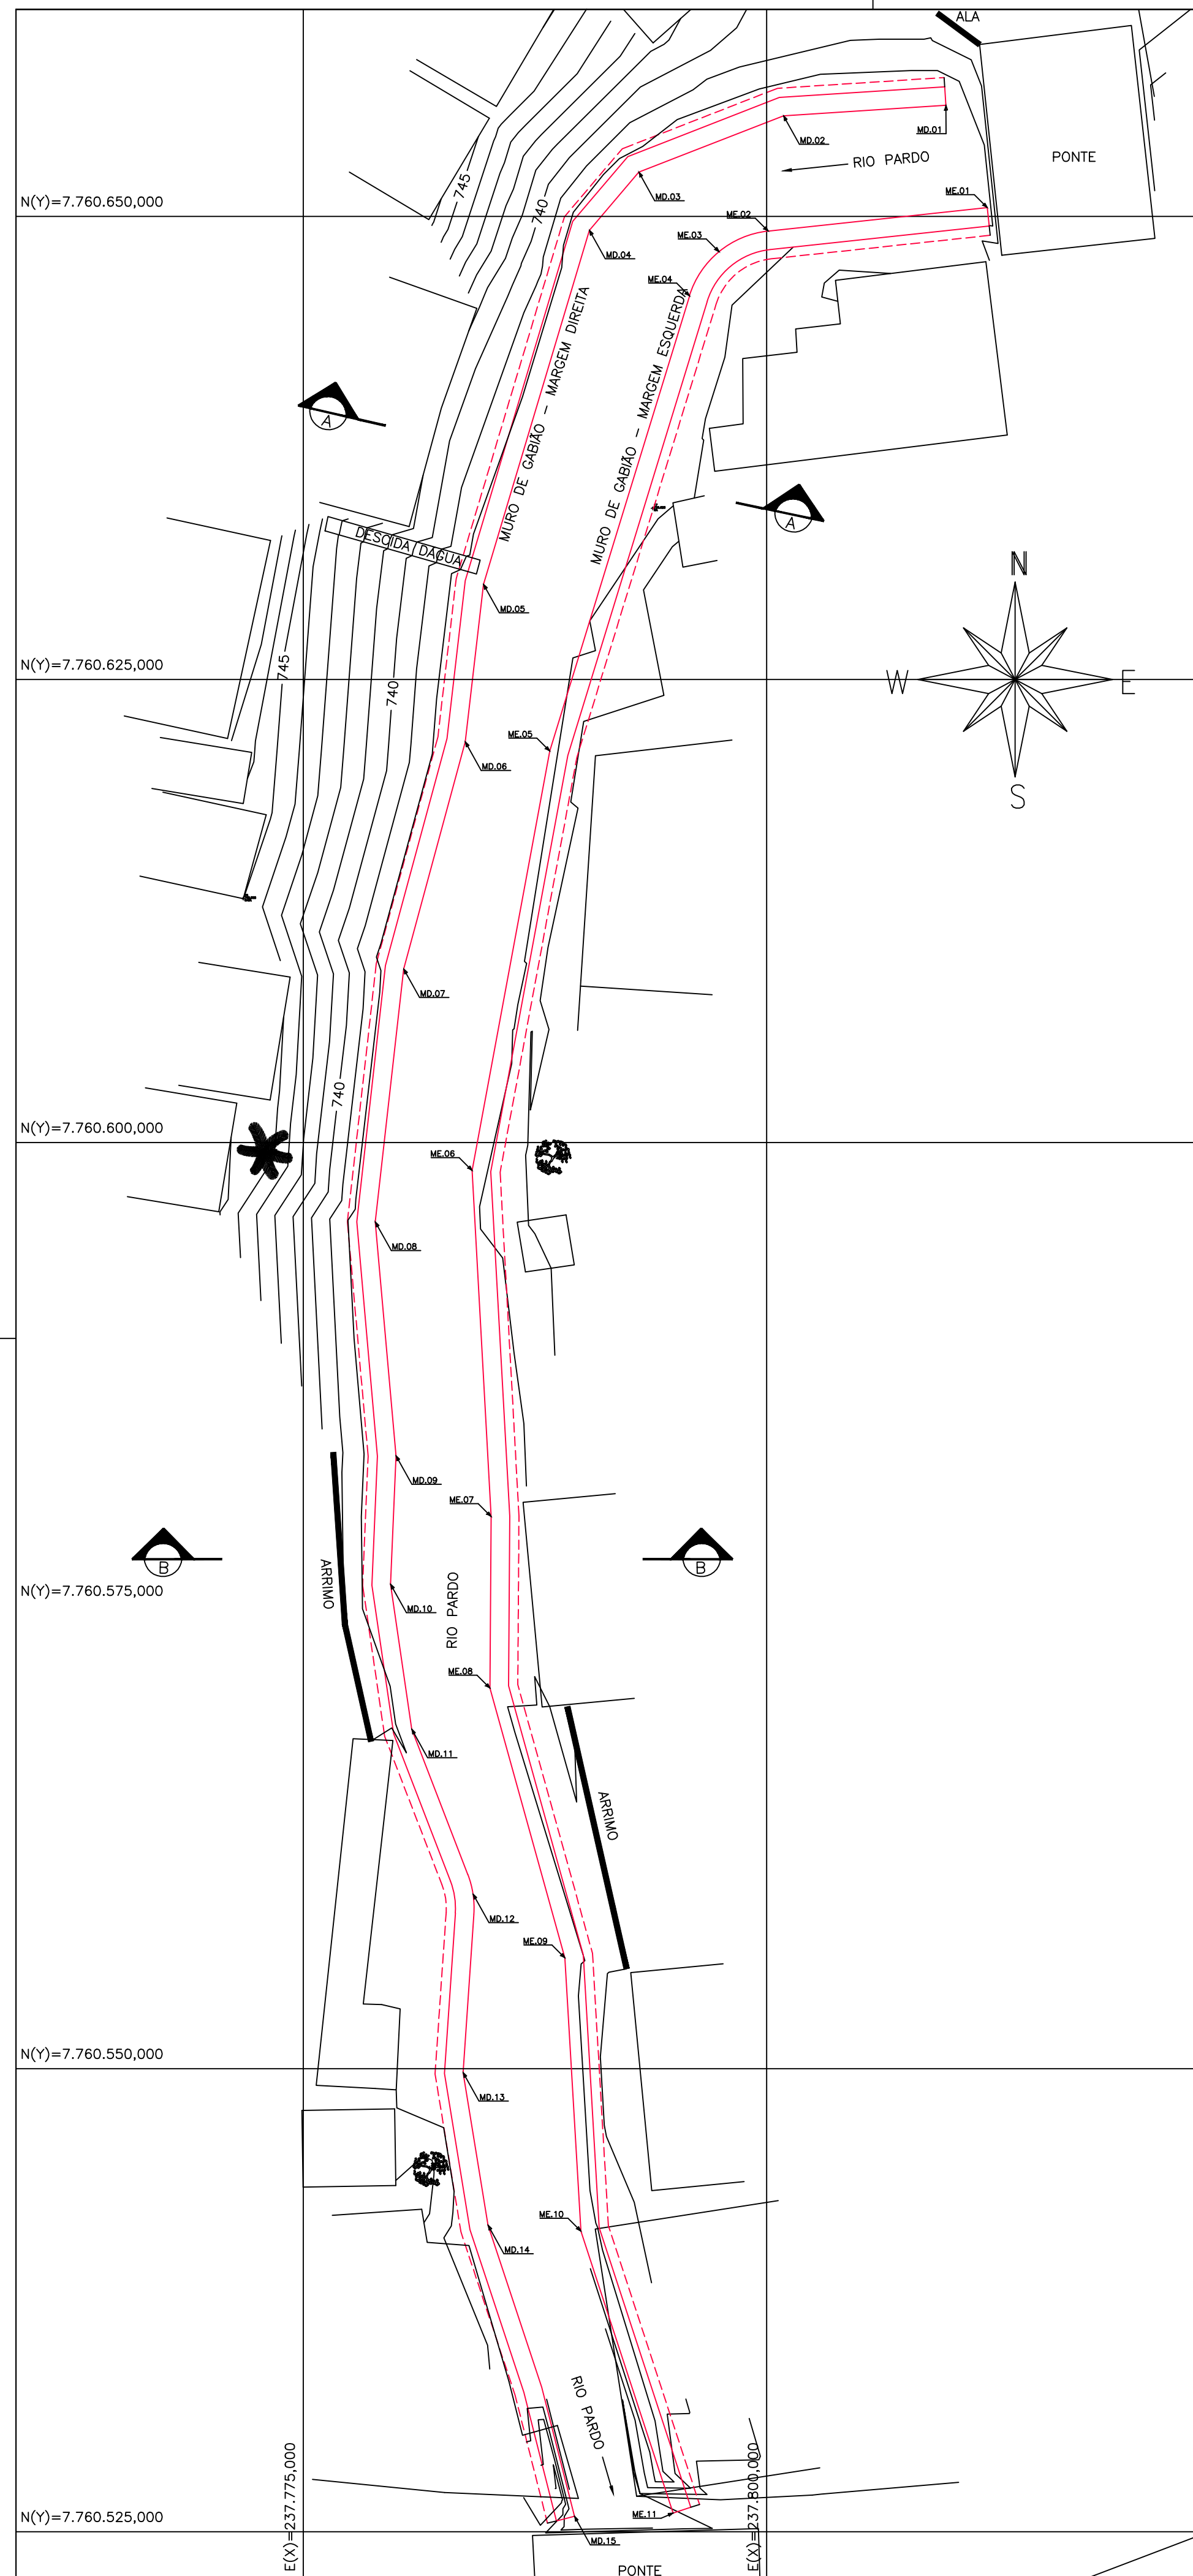 ALA
MD.01
MD.02
RIO PARDO
PONTE
745
MD.03
ME.01
N(Y)=7.760.650,000
740
ME.02
ME.03
MD.04
ME.04
MURO DE GABIÃO - MARGEM DIREITA
MURO DE GABIÃO - MARGEM ESQUERDA
A
A
DESCIDA DAGUA
N
MD.05
N(Y)=7.760.625,000
745
W
E
740
ME.05
MD.06
S
MD.07
740
N(Y)=7.760.600,000
ME.06
MD.08
MD.09
ME.07
B
B
ARRIMO
N(Y)=7.760.575,000
RIO PARDO
MD.10
ME.08
MD.11
ARRIMO
MD.12
ME.09
N(Y)=7.760.550,000
MD.13
ME.10
MD.14
RIO PARDO
E(X)=237.775,000
E(X)=237.800,000
N(Y)=7.760.525,000
ME.11
MD.15
PONTE